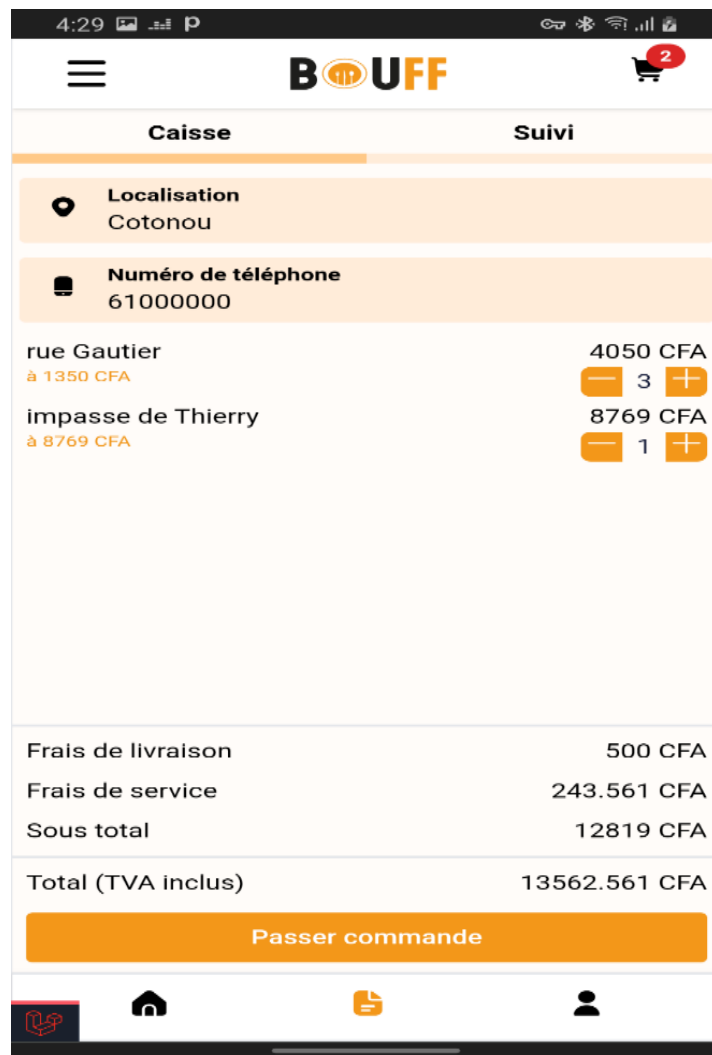 4:29
2
BOUFF
Caisse Suivi
Localisation
Cotonou
Numéro de téléphone
61000000
rue Gautier 4050 CFA
à 1350 CFA 3
impasse de Thierry 8769 CFA
à 8769 CFA 1
Frais de livraison 500 CFA
Frais de service 243.561 CFA
Sous total 12819 CFA
Total (TVA inclus) 13562.561 CFA
Passer commande